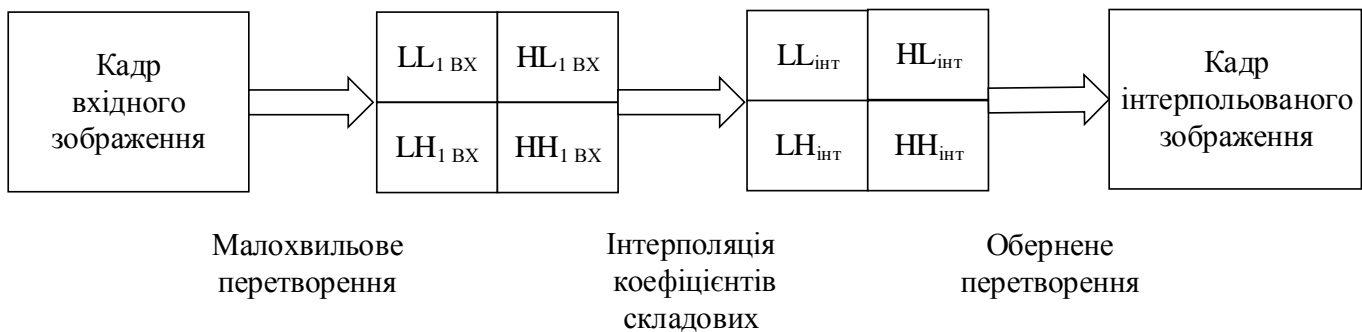 Кадр
вхідного
зображення
LL1 ВХ
HL1 ВХ
LH1 ВХ
HH1 ВХ
LLінт
HLінт
LHінт
HHінт
Кадр
інтерпольованого
зображення
Малохвильове
перетворення
Інтерполяція
коефіцієнтів
складових
Обернене
перетворення